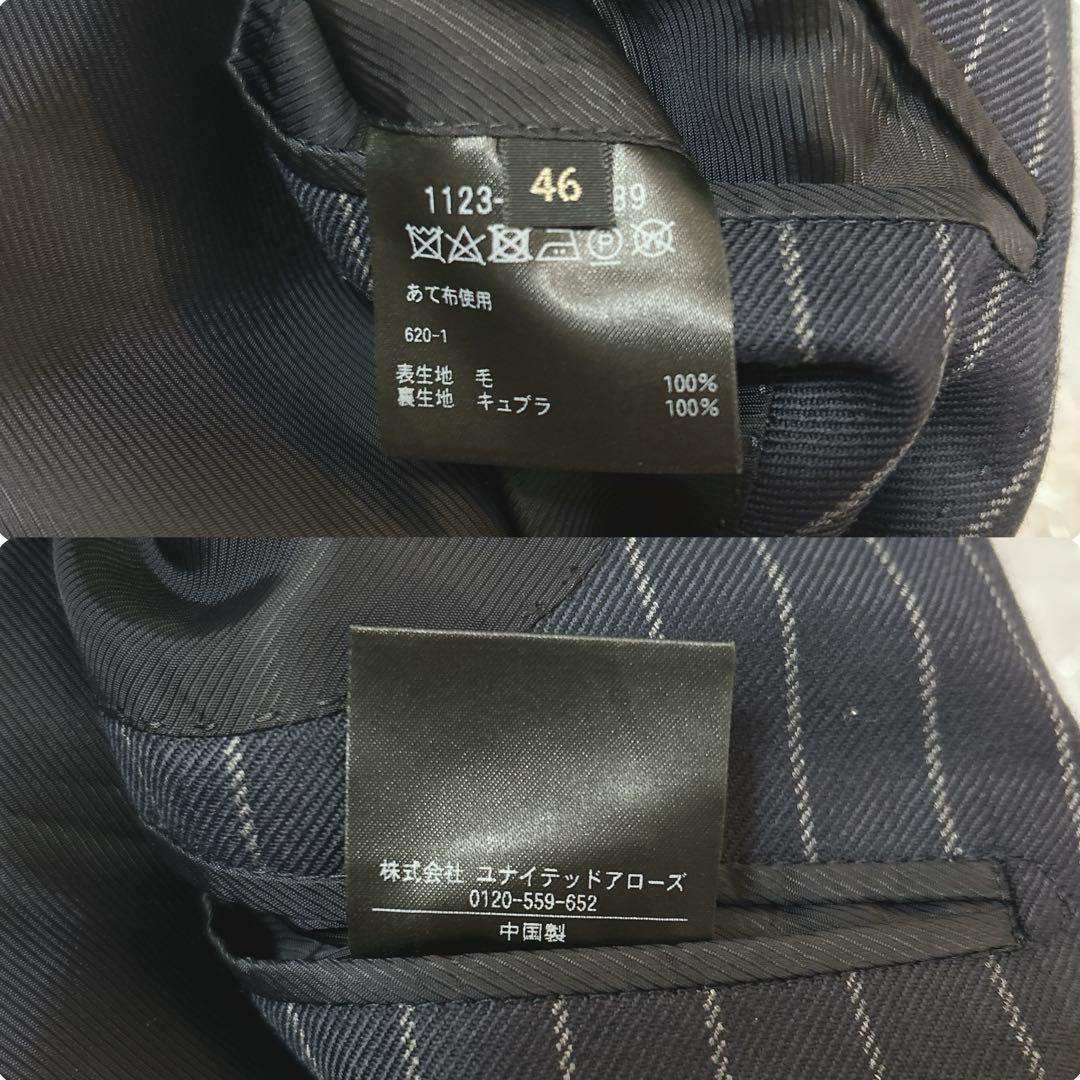 46
1123- 89
P W
あて布使用
620-1
表生地 毛 100%
裏生地 キュプラ 100%
株式会社 ユナイテッドアローズ
0120-559-652
中国製